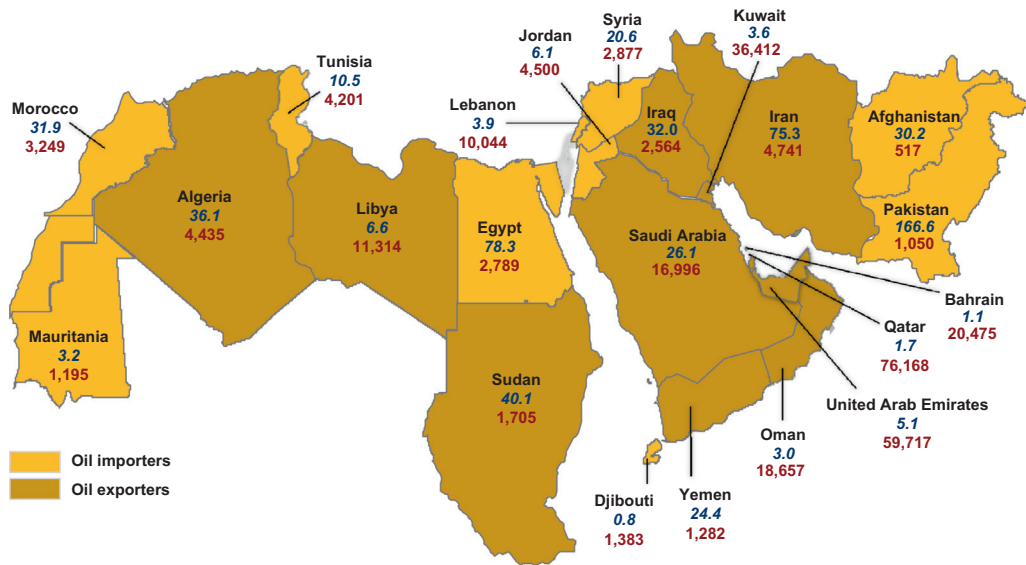 Morocco
31.9
3,249
Tunisia
10.5
4,201
Algeria
36.1
4,435
Libya
6.6
11,314
Egypt
78.3
2,789
Mauritania
3.2
1,195
Sudan
40.1
1,705
Lebanon
3.9
10,044
Jordan
6.1
4,500
Syria
20.6
2,877
Kuwait
3.6
36,412
Iraq
32.0
2,564
Iran
75.3
4,741
Afghanistan
30.2
517
Pakistan
166.6
1,050
Saudi Arabia
26.1
16,996
Bahrain
1.1
20,475
Qatar
1.7
76,168
United Arab Emirates
5.1
59,717
Oman
3.0
18,657
Yemen
24.4
1,282
Djibouti
0.8
1,383
Oil importers
Oil exporters